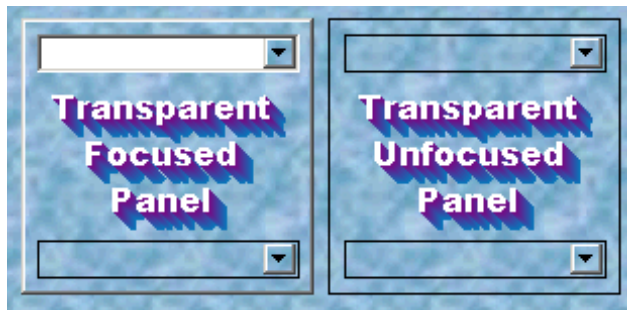 Transparent
Focused
Panel
Transparent
Unfocused
Panel